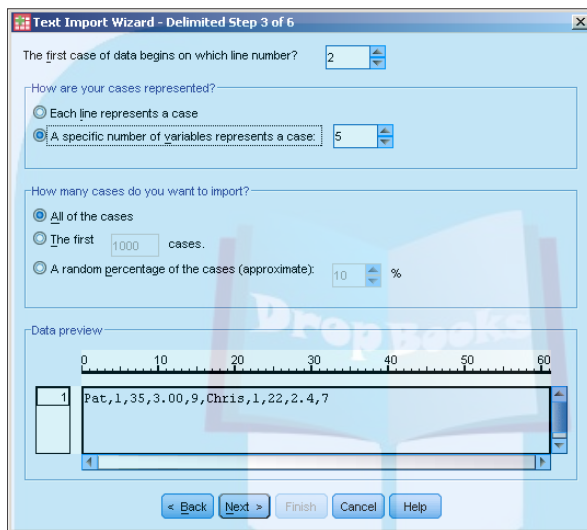 Text Import Wizard - Delimited Step 3 of 6
The first case of data begins on which line number? 2
How are your cases represented?
Each line represents a case
A specific number of variables represents a case: 5
How many cases do you want to import?
All of the cases
The first 1000 cases.
A random percentage of the cases (approximate): 10 %
DropBooks
Data preview
0 10 20 30 40 50 60
1 Pat,1,35,3.00,9,Chris,1,22,2.4,7
< Back Next > Finish Cancel Help